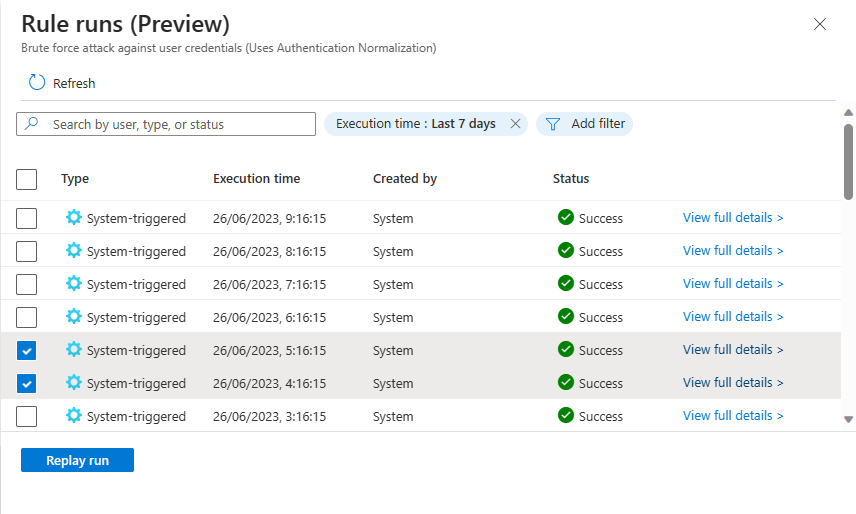 Rule runs (Preview)
Brute force attack against user credentials (Uses Authentication Normalization)
Refresh
Search by user, type, or status
Execution time : Last 7 days
Add filter
Type Execution time Created by Status
System-triggered 26/06/2023, 9:16:15 System Success View full details >
System-triggered 26/06/2023, 8:16:15 System Success View full details >
System-triggered 26/06/2023, 7:16:15 System Success View full details >
System-triggered 26/06/2023, 6:16:15 System Success View full details >
System-triggered 26/06/2023, 5:16:15 System Success View full details >
System-triggered 26/06/2023, 4:16:15 System Success View full details >
System-triggered 26/06/2023, 3:16:15 System Success View full details >
Replay run